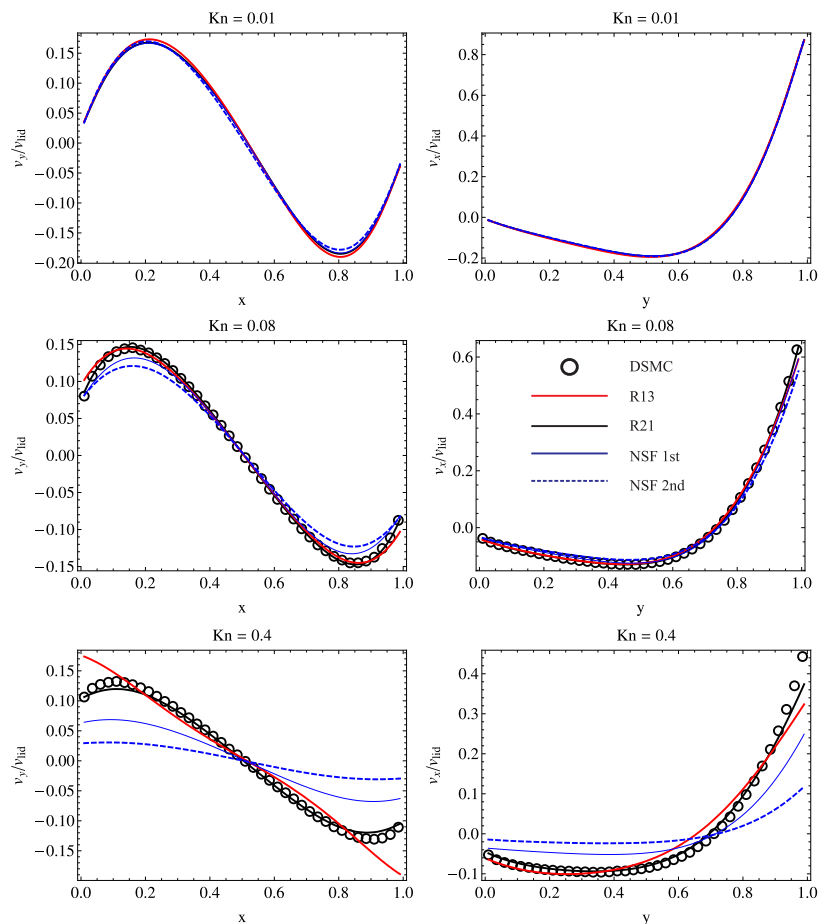 Kn = 0.01
0.15
0.10
0.05
0.00
−0.05
−0.10
−0.15
−0.20
v_y/v_lid
0.0 0.2 0.4 0.6 0.8 1.0
x
Kn = 0.01
0.8
0.6
0.4
0.2
0.0
−0.2
v_x/v_lid
0.0 0.2 0.4 0.6 0.8 1.0
y
Kn = 0.08
0.15
0.10
0.05
0.00
−0.05
−0.10
−0.15
v_y/v_lid
0.0 0.2 0.4 0.6 0.8 1.0
x
Kn = 0.08
0.6
0.4
0.2
0.0
v_x/v_lid
DSMC
R13
R21
NSF 1st
NSF 2nd
0.0 0.2 0.4 0.6 0.8 1.0
y
Kn = 0.4
0.15
0.10
0.05
0.00
−0.05
−0.10
−0.15
v_y/v_lid
0.0 0.2 0.4 0.6 0.8 1.0
x
Kn = 0.4
0.4
0.3
0.2
0.1
−0.0
−0.1
v_x/v_lid
0.0 0.2 0.4 0.6 0.8 1.0
y